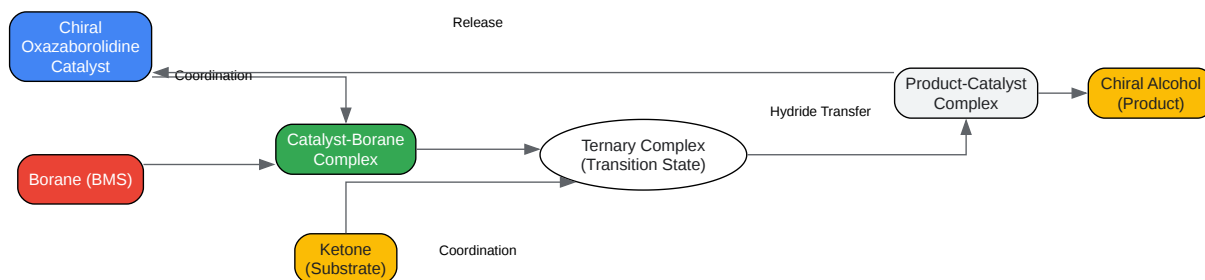 Chiral
Oxazaborolidine
Catalyst
Release
Coordination
Product-Catalyst
Complex
Chiral Alcohol
(Product)
Hydride Transfer
Catalyst-Borane
Complex
Ternary Complex
(Transition State)
Borane (BMS)
Ketone
(Substrate)
Coordination